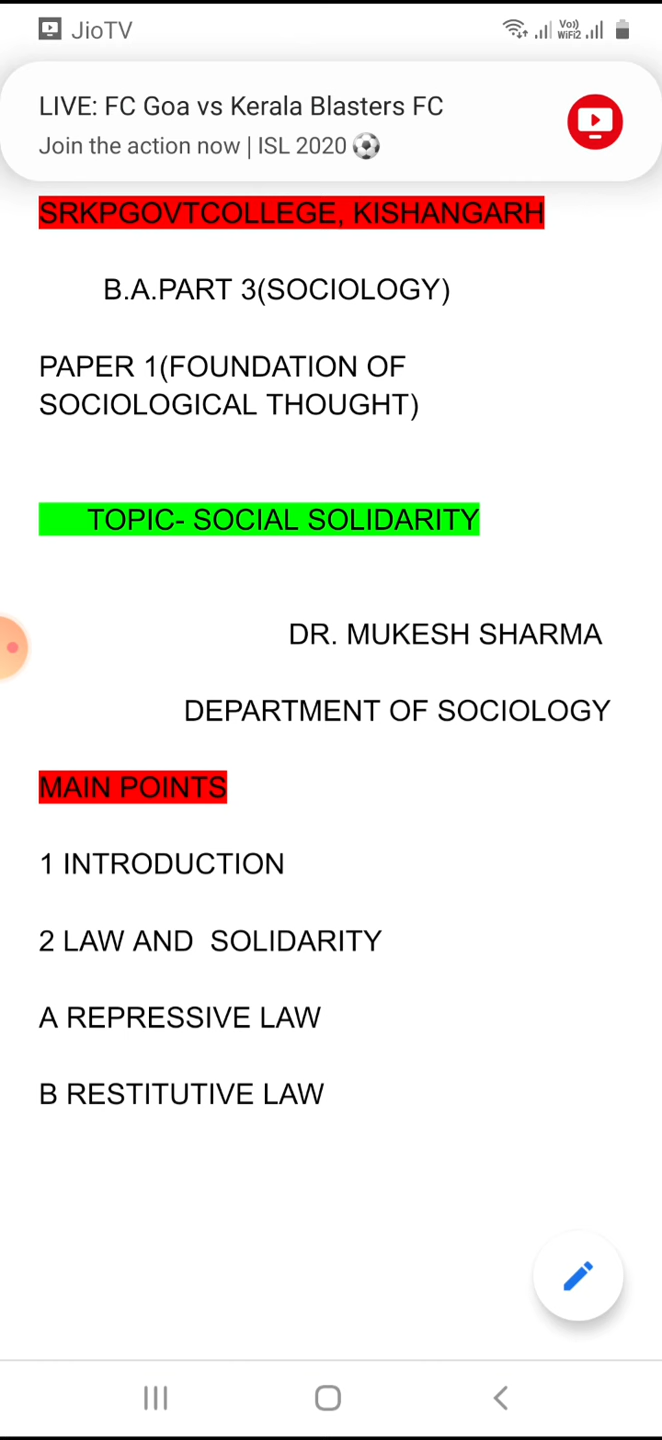 JioTV
Vo)) WiFi2
LIVE: FC Goa vs Kerala Blasters FC
Join the action now | ISL 2020
SRKPGOVTCOLLEGE, KISHANGARH
B.A.PART 3(SOCIOLOGY)
PAPER 1(FOUNDATION OF
SOCIOLOGICAL THOUGHT)
TOPIC- SOCIAL SOLIDARITY
DR. MUKESH SHARMA
DEPARTMENT OF SOCIOLOGY
MAIN POINTS
1 INTRODUCTION
2 LAW AND  SOLIDARITY
A REPRESSIVE LAW
B RESTITUTIVE LAW